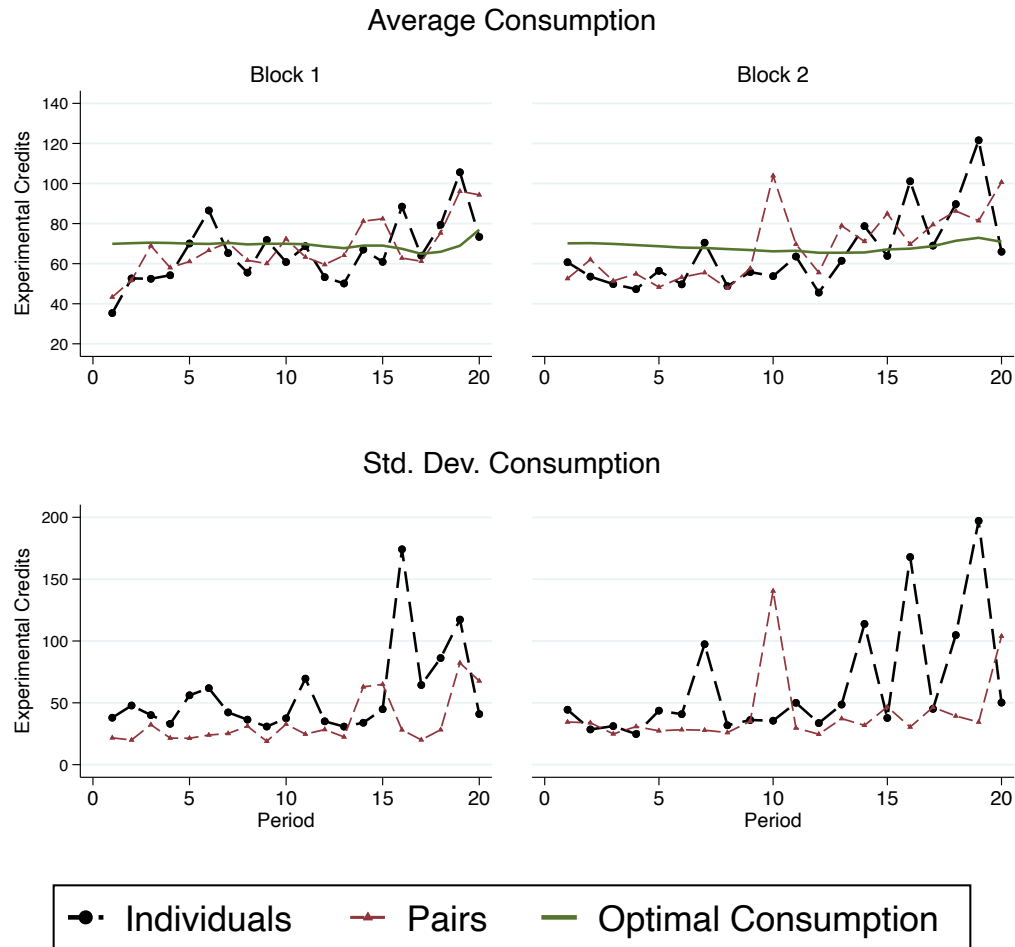 Average Consumption
Block 1
Block 2
Experimental Credits
140
120
100
80
60
40
20
0 5 10 15 20
0 5 10 15 20
Std. Dev. Consumption
Experimental Credits
200
150
100
50
0
0 5 10 15 20
0 5 10 15 20
Period
Period
Individuals Pairs Optimal Consumption